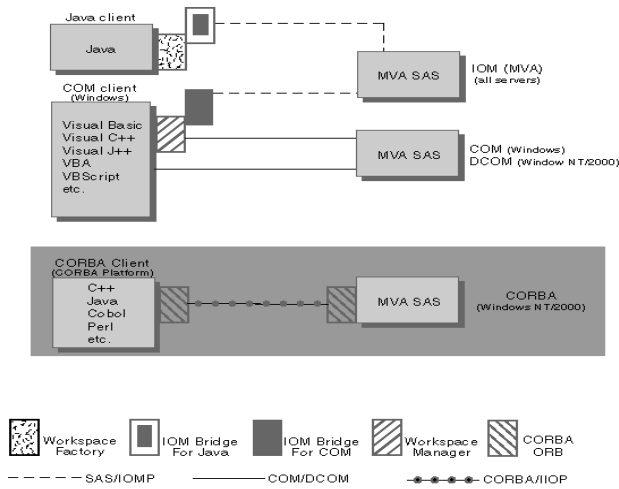 Java client
Java
MVA SAS
IOM (MVA)
(all servers)
COM client
(Windows)
Visual Basic
Visual C++
Visual J++
VBA
VBScript
etc.
MVA SAS
COM (Windows)
DCOM (Window NT/2000)
CORBA Client
(CORBA Platform)
C++
Java
Cobol
Perl
etc.
MVA SAS
CORBA
(Windows NT/2000)
Workspace
Factory
IOM Bridge
For Java
IOM Bridge
For COM
Workspace
Manager
CORBA
ORB
SAS/IOMP
COM/DCOM
CORBA/IIOP